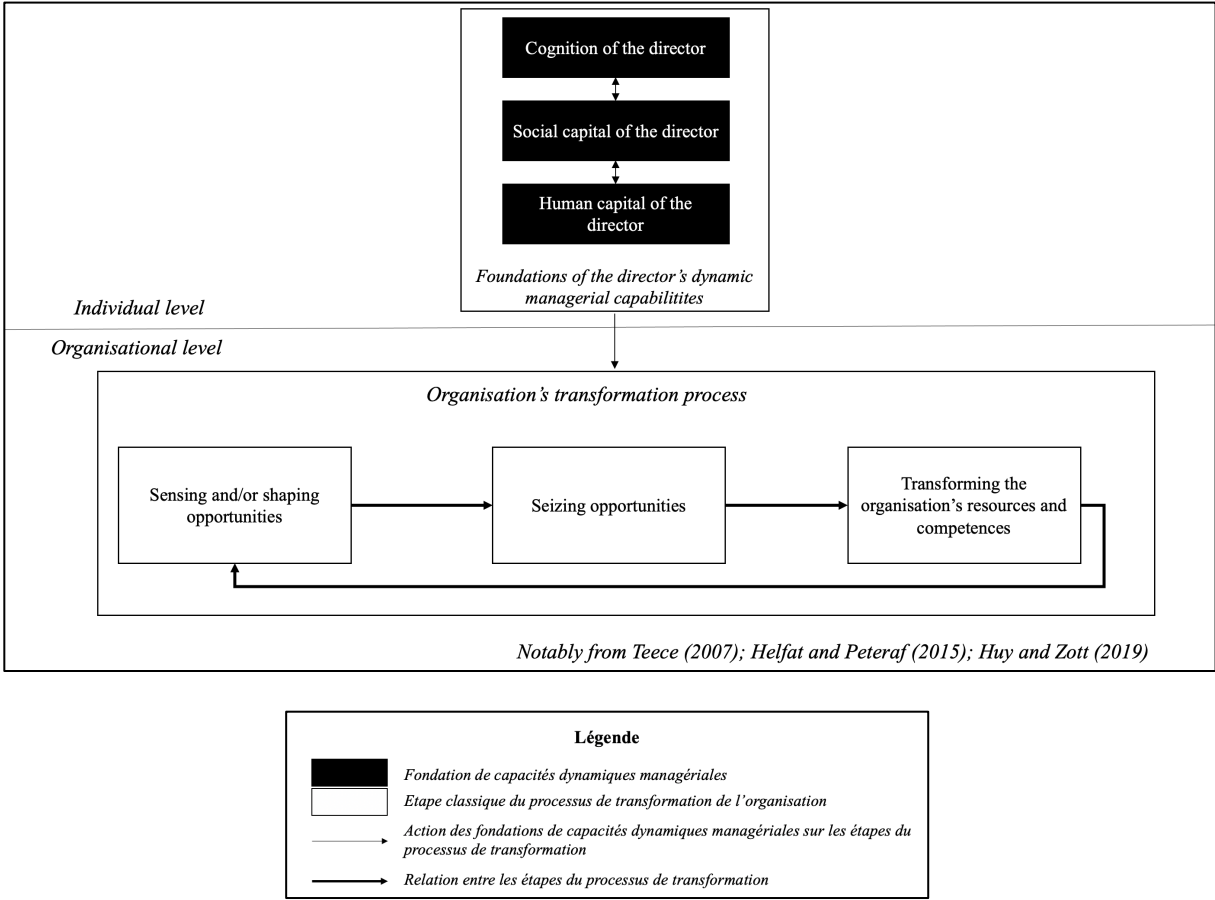 Cognition of the director
Social capital of the director
Human capital of the
director
Foundations of the director’s dynamic
managerial capabilitites
Individual level
Organisational level
Organisation’s transformation process
Sensing and/or shaping
opportunities
Seizing opportunities
Transforming the
organisation’s resources and
competences
Notably from Teece (2007); Helfat and Peteraf (2015); Huy and Zott (2019)
Légende
Fondation de capacités dynamiques managériales
Etape classique du processus de transformation de l’organisation
Action des fondations de capacités dynamiques managériales sur les étapes du
processus de transformation
Relation entre les étapes du processus de transformation